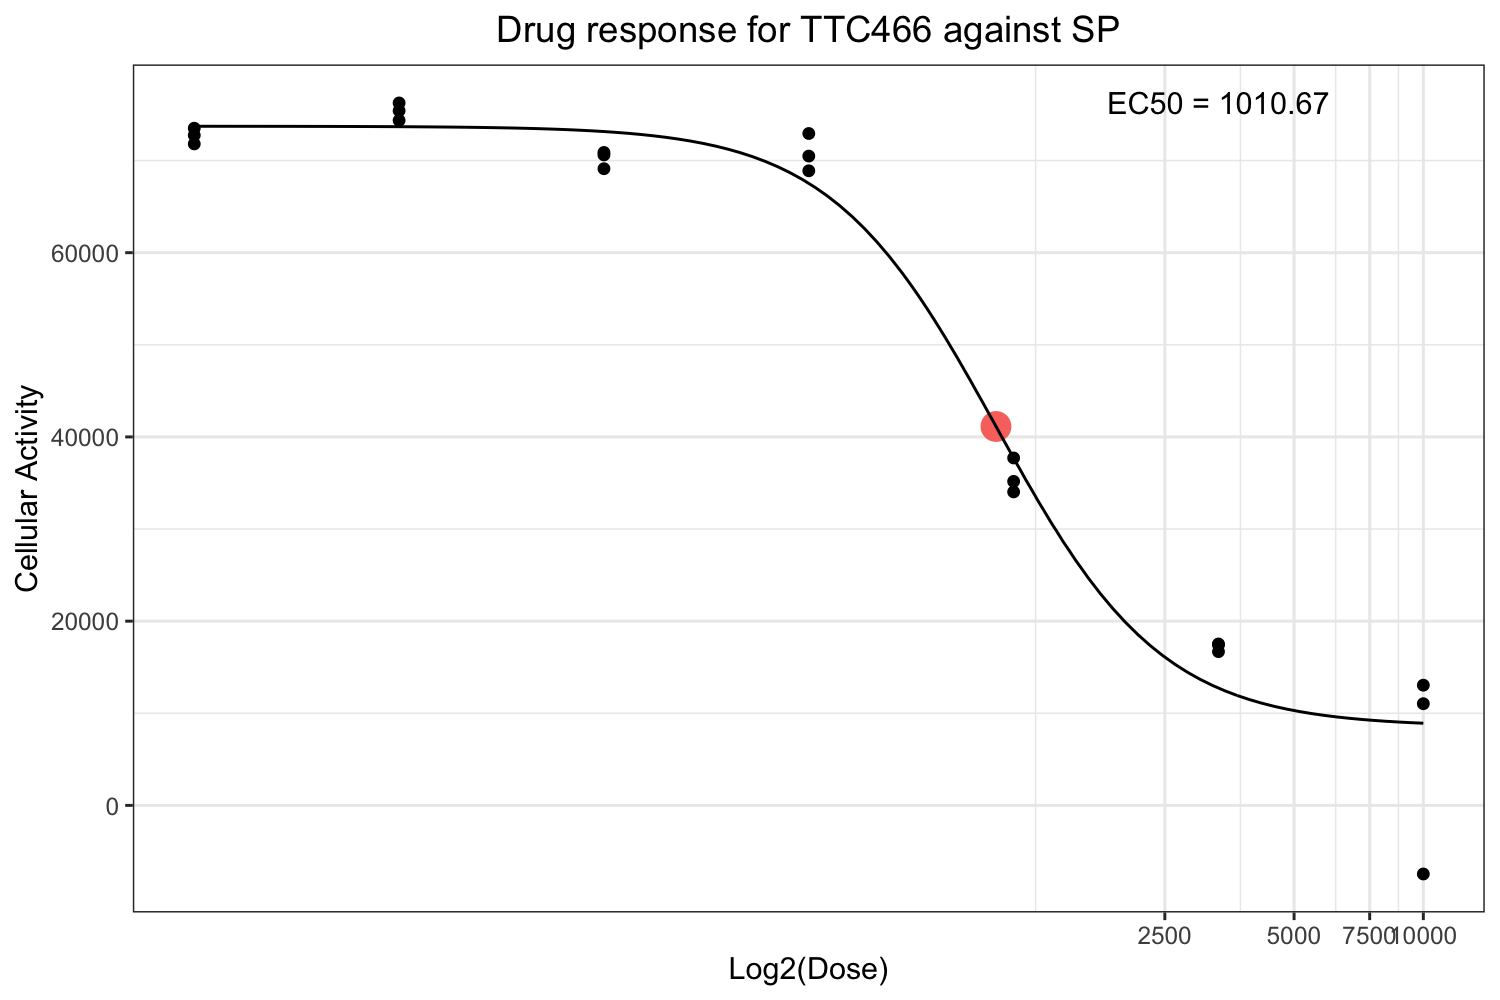 Drug response for TTC466 against SP
EC50 = 1010.67
Cellular Activity
60000
40000
20000
0
2500 5000 7500 10000
Log2(Dose)